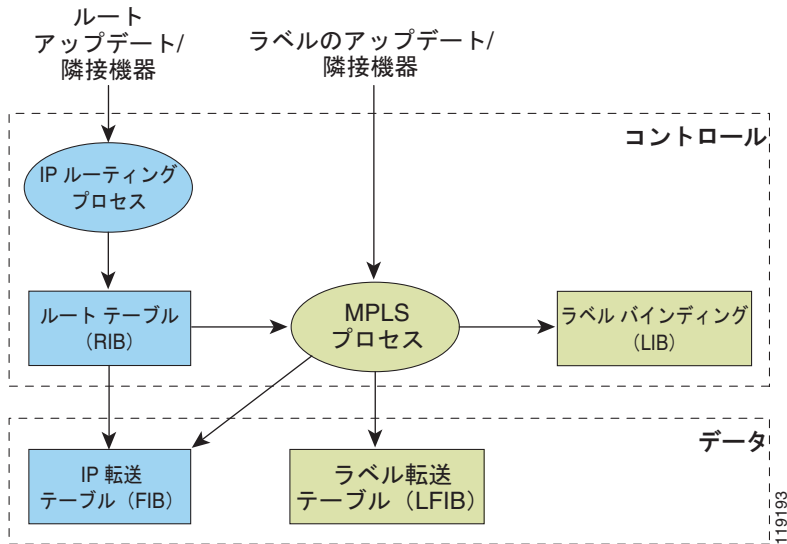 ルート
アップデート/
隣接機器
ラベルのアップデート/
隣接機器
コントロール
IP ルーティング
プロセス
ルート テーブル
（RIB）
MPLS
プロセス
ラベル バインディング
（LIB）
データ
IP 転送
テーブル（FIB）
ラベル転送
テーブル（LFIB）
119193